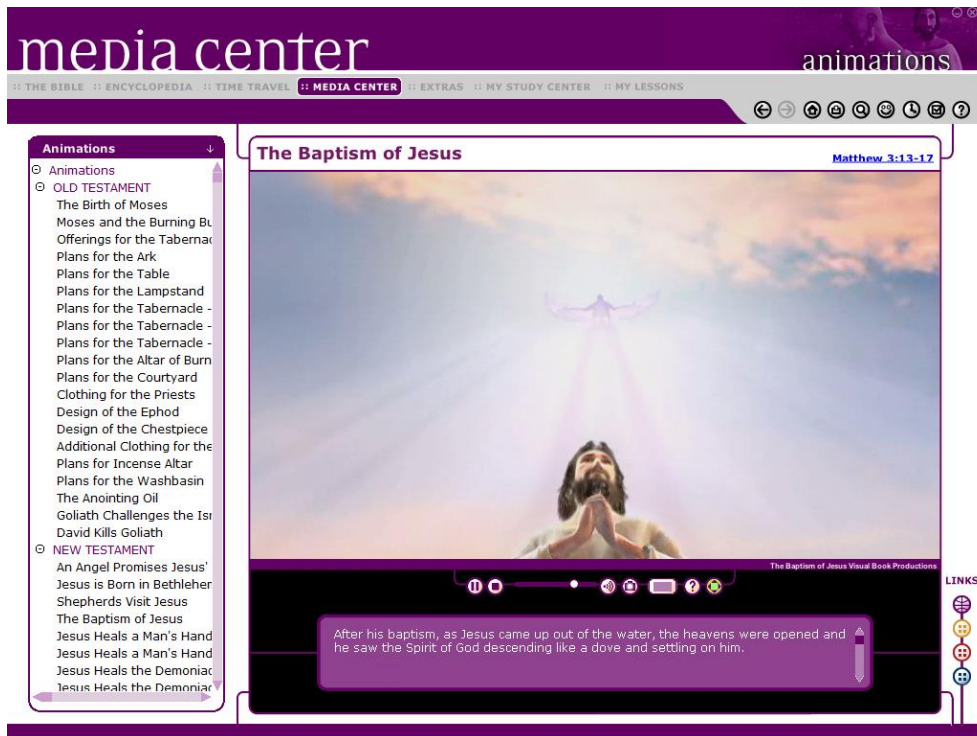 media center
animations
:: THE BIBLE :: ENCYCLOPEDIA :: TIME TRAVEL :: MEDIA CENTER :: EXTRAS :: MY STUDY CENTER :: MY LESSONS
Animations
Animations
OLD TESTAMENT
The Birth of Moses
Moses and the Burning Bu
Offerings for the Tabernac
Plans for the Ark
Plans for the Table
Plans for the Lampstand
Plans for the Tabernacle -
Plans for the Tabernacle -
Plans for the Tabernacle -
Plans for the Altar of Burn
Plans for the Courtyard
Clothing for the Priests
Design of the Ephod
Design of the Chestpiece
Additional Clothing for the
Plans for Incense Altar
Plans for the Washbasin
The Anointing Oil
Goliath Challenges the Isr
David Kills Goliath
NEW TESTAMENT
An Angel Promises Jesus'
Jesus is Born in Bethleher
Shepherds Visit Jesus
The Baptism of Jesus
Jesus Heals a Man's Hand
Jesus Heals a Man's Hand
Jesus Heals the Demoniac
Jesus Heals the Demoniac
The Baptism of Jesus
Matthew 3:13-17
The Baptism of Jesus Visual Book Productions
After his baptism, as Jesus came up out of the water, the heavens were opened and
he saw the Spirit of God descending like a dove and settling on him.
LINKS